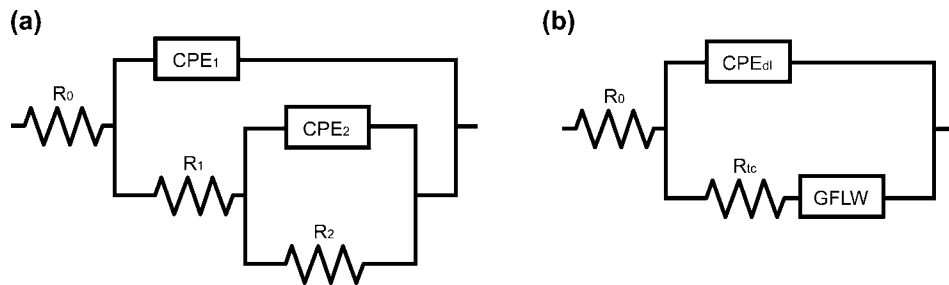 (a)
CPE1
R0
CPE2
R1
R2
(b)
CPEdl
R0
Rtc
GFLW